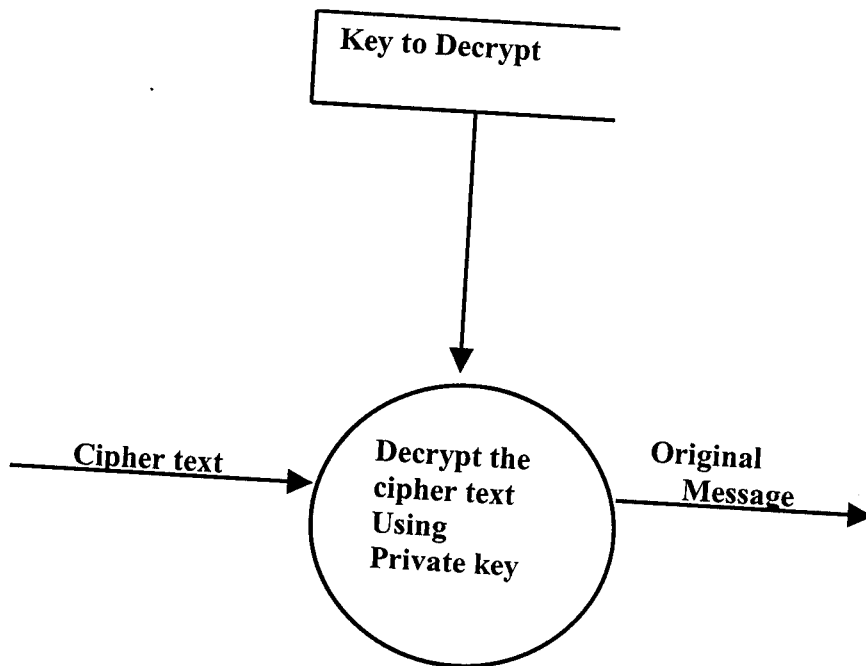 Key to Decrypt
Cipher text
Decrypt the
cipher text
Using
Private key
Original
Message